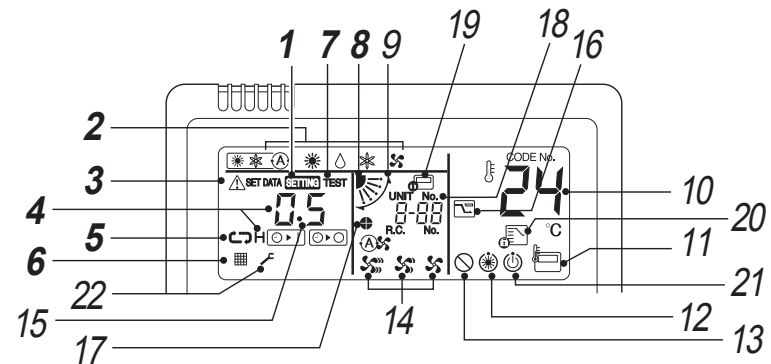 1 7 8 9 19 18 16
2
CODE No.
A
3 SET DATA SETTING TEST
UNIT No.
24 10
4 0.5
8-00
R.C. No.
°C 20
5 H
A
11
6
22 15 17 14 13 12 21